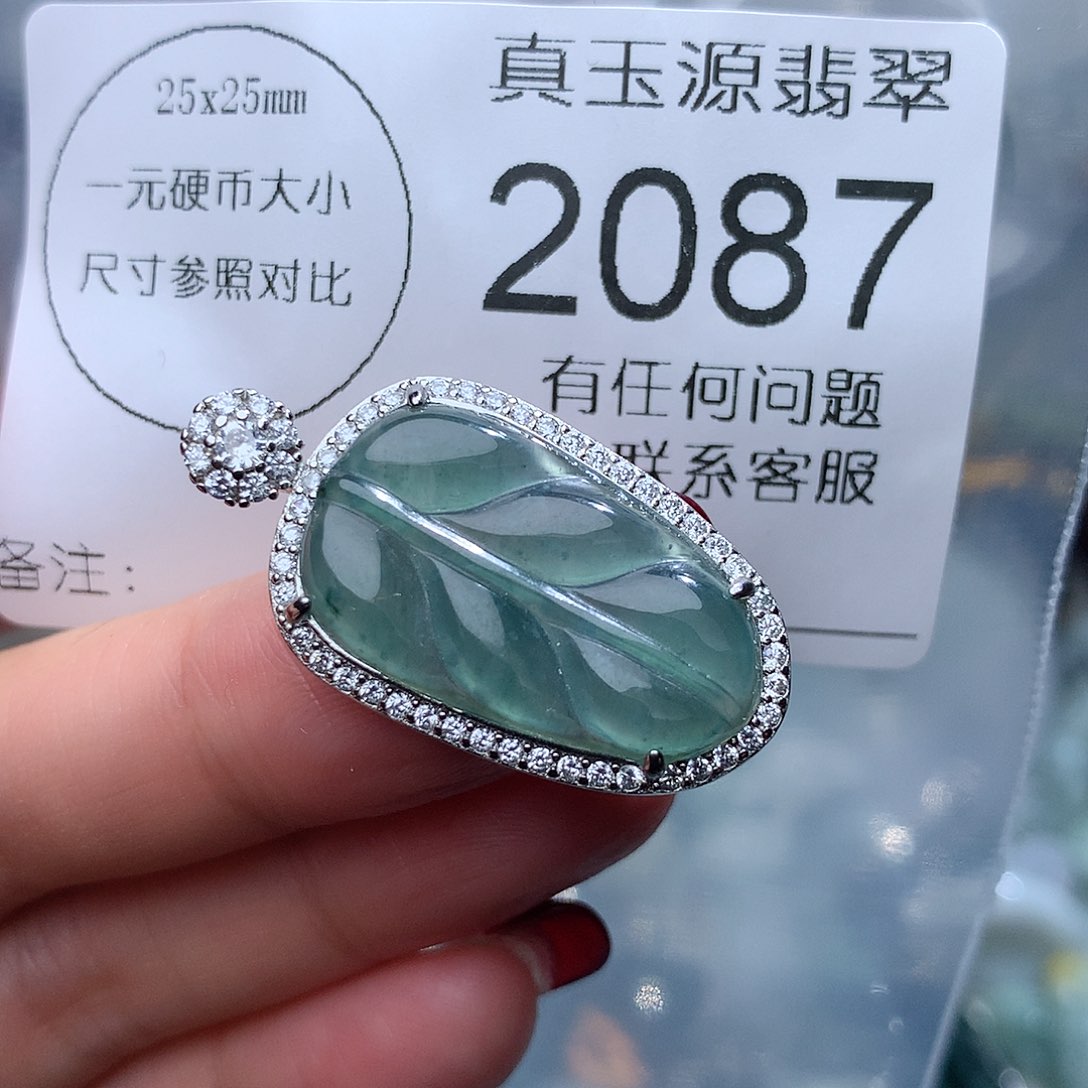 25x25mm
一元硬币大小
尺寸参照对比
真玉源翡翠
2087
有任何问题
联系客服
备注：